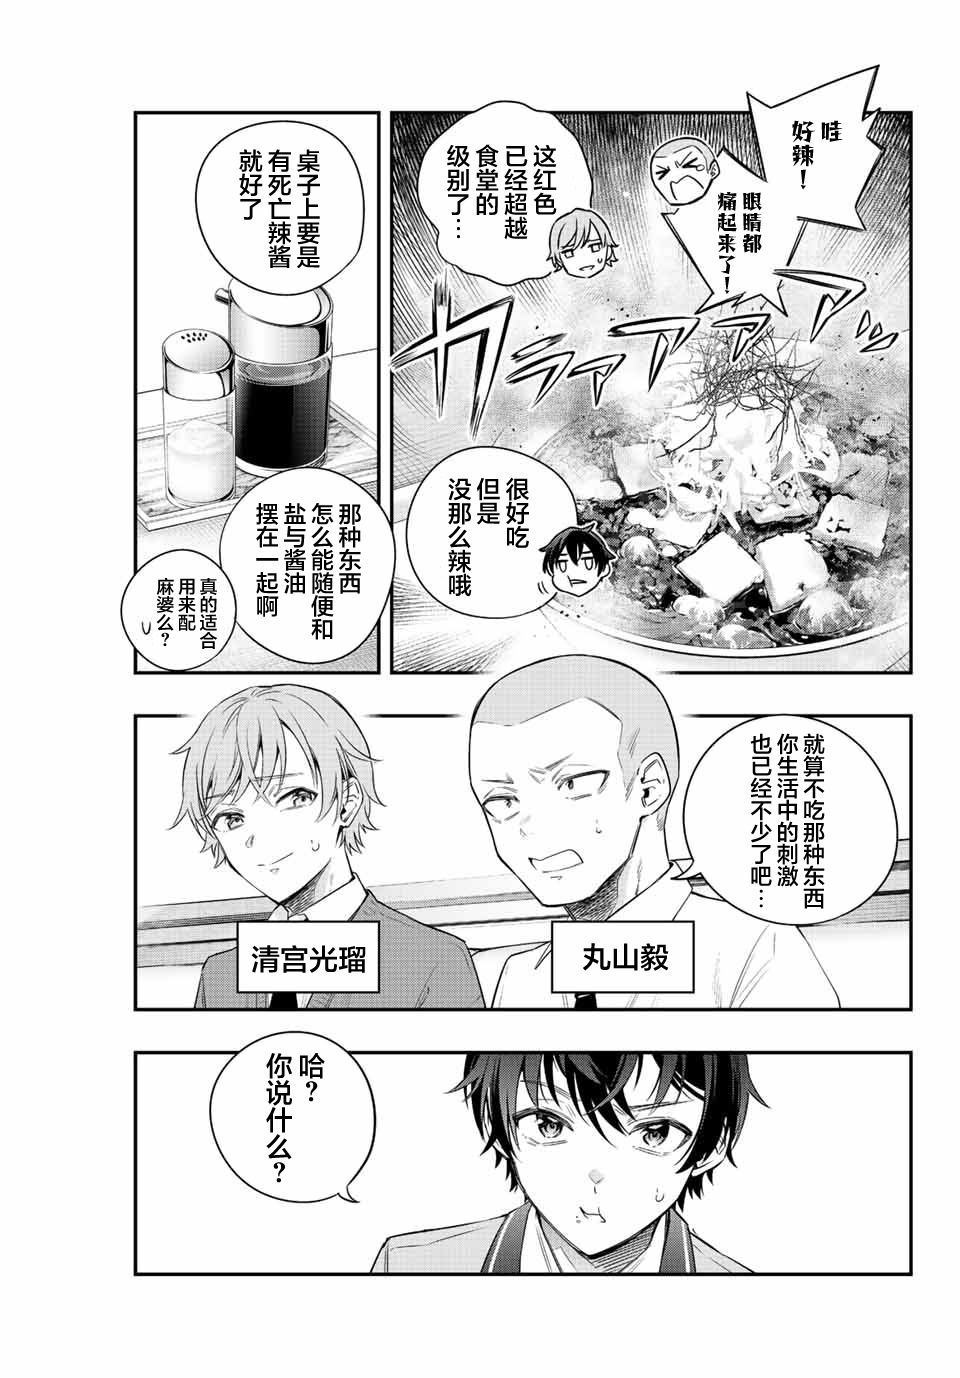 哇
好辣！
眼睛都
痛起来了！
这红色
已经超越
食堂的
级别了…
カラァァァッ
很好吃
但是
没那么辣哦
桌子上要是
有死亡辣酱
就好了
那种东西
怎么能随便和
盐与酱油
摆在一起啊
真的适合
用来配
麻婆么？
就算不吃那种东西
你生活中的刺激
也已经不少了吧…
丸山毅
清宫光瑠
哈？
你说什么？